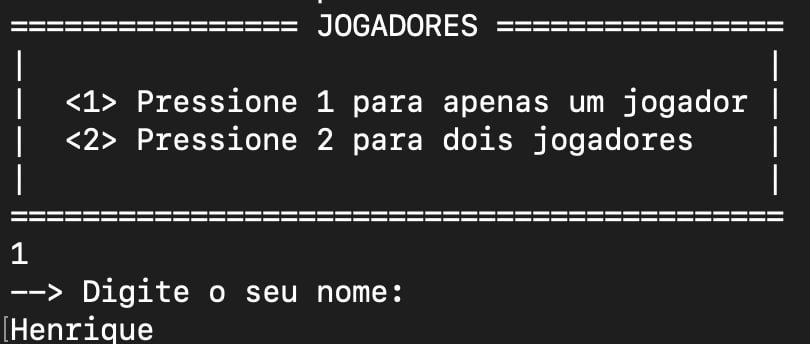 ================ JOGADORES ================
|                                         |
|  <1> Pressione 1 para apenas um jogador |
|  <2> Pressione 2 para dois jogadores    |
|                                         |
===========================================
1
--> Digite o seu nome:
[Henrique